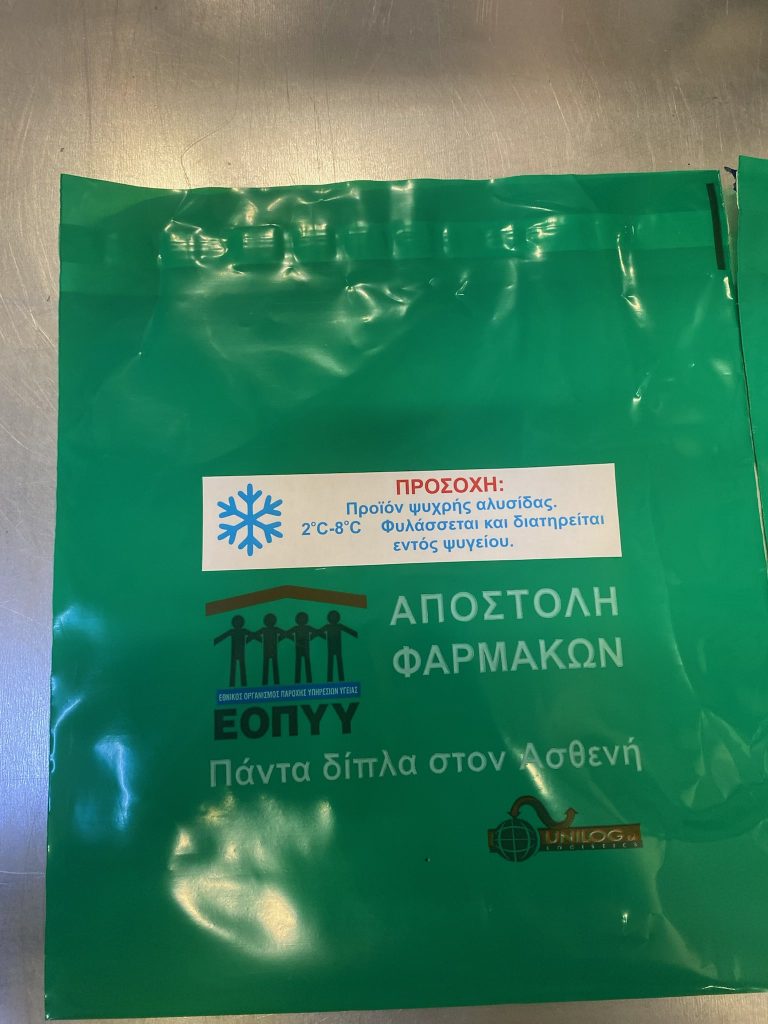 ΠΡΟΣΟΧΗ:
Προϊόν ψυχρής αλυσίδας.
2°C-8°C Φυλάσσεται και διατηρείται
εντός ψυγείου.
ΑΠΟΣΤΟΛΗ
ΦΑΡΜΑΚΩΝ
ΕΘΝΙΚΟΣ ΟΡΓΑΝΙΣΜΟΣ ΠΑΡΟΧΗΣ ΥΠΗΡΕΣΙΩΝ ΥΓΕΙΑΣ
ΕΟΠΥΥ
Πάντα δίπλα στον Ασθενή
UNILOG
LOGISTICS